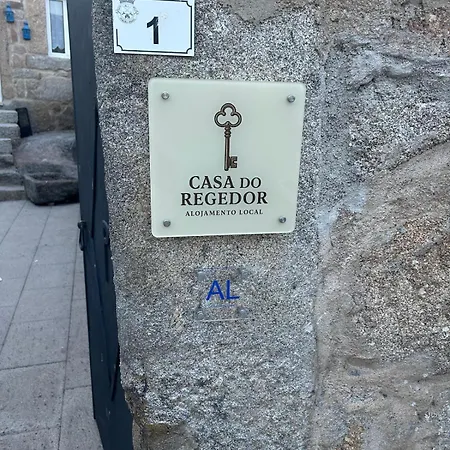 1
CASA DO
REGEDOR
ALOJAMENTO LOCAL
AL